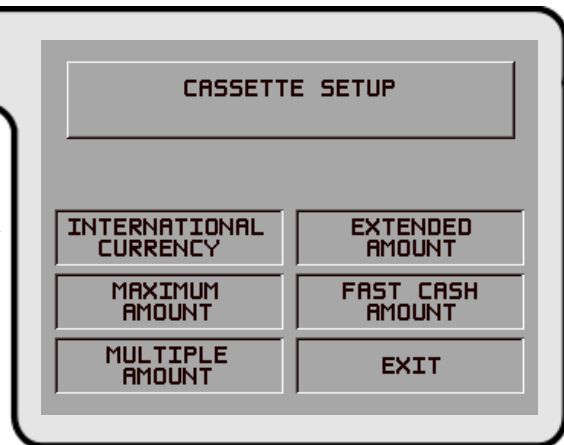 CASSETTE SETUP
INTERNATIONAL
CURRENCY
EXTENDED
AMOUNT
MAXIMUM
AMOUNT
FAST CASH
AMOUNT
MULTIPLE
AMOUNT
EXIT